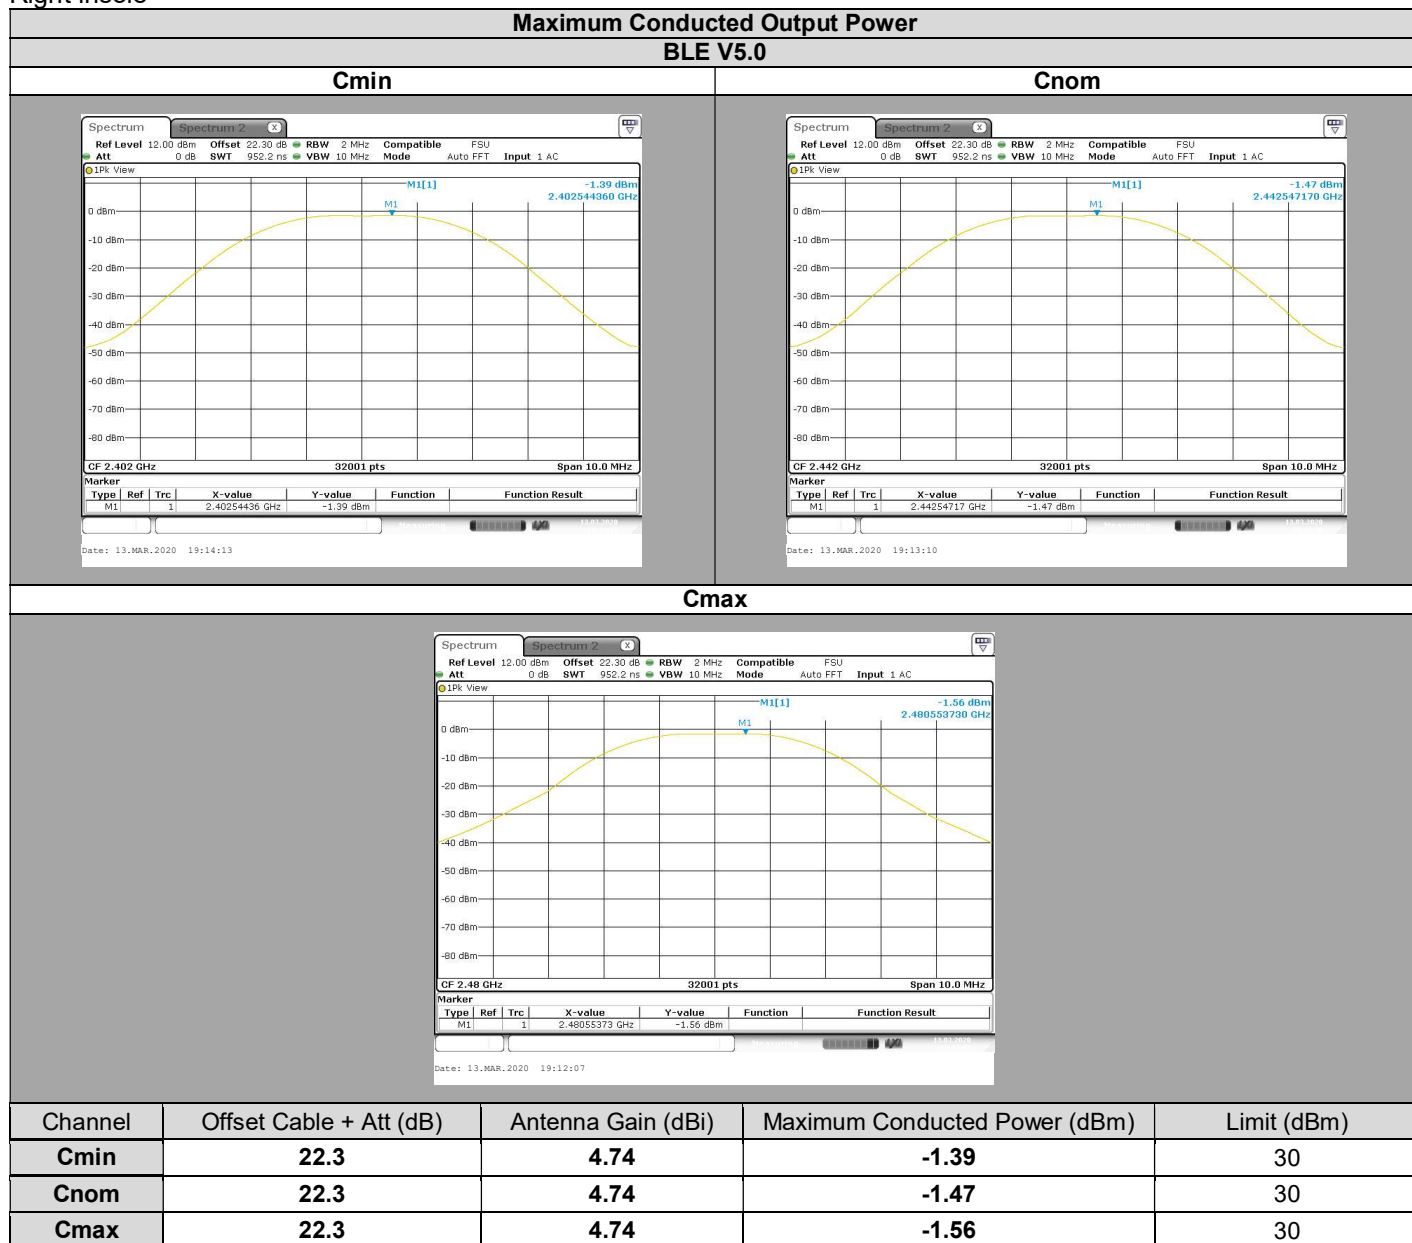 Right insole
Maximum Conducted Output Power
BLE V5.0
Cmin
Cnom
Spectrum Spectrum 2 X
Ref Level 12.00 dBm Offset 22.30 dB RBW 2 MHz Compatible FSU
Att 0 dB SWT 952.2 ns VBW 10 MHz Mode Auto FFT Input 1 AC
1Pk View
M1[1] -1.39 dBm
2.402544360 GHz
M1
0 dBm
-10 dBm
-20 dBm
-30 dBm
-40 dBm
-50 dBm
-60 dBm
-70 dBm
-80 dBm
CF 2.402 GHz 32001 pts Span 10.0 MHz
Marker
Type Ref Trc X-value Y-value Function Function Result
M1 1 2.40254436 GHz -1.39 dBm
Measuring 13.03.2020
Date: 13.MAR.2020 19:14:13
Spectrum Spectrum 2 X
Ref Level 12.00 dBm Offset 22.30 dB RBW 2 MHz Compatible FSU
Att 0 dB SWT 952.2 ns VBW 10 MHz Mode Auto FFT Input 1 AC
1Pk View
M1[1] -1.47 dBm
2.442547170 GHz
M1
0 dBm
-10 dBm
-20 dBm
-30 dBm
-40 dBm
-50 dBm
-60 dBm
-70 dBm
-80 dBm
CF 2.442 GHz 32001 pts Span 10.0 MHz
Marker
Type Ref Trc X-value Y-value Function Function Result
M1 1 2.44254717 GHz -1.47 dBm
Measuring 13.03.2020
Date: 13.MAR.2020 19:13:10
Cmax
Spectrum Spectrum 2 X
Ref Level 12.00 dBm Offset 22.30 dB RBW 2 MHz Compatible FSU
Att 0 dB SWT 952.2 ns VBW 10 MHz Mode Auto FFT Input 1 AC
1Pk View
M1[1] -1.56 dBm
2.480553730 GHz
M1
0 dBm
-10 dBm
-20 dBm
-30 dBm
-40 dBm
-50 dBm
-60 dBm
-70 dBm
-80 dBm
CF 2.48 GHz 32001 pts Span 10.0 MHz
Marker
Type Ref Trc X-value Y-value Function Function Result
M1 1 2.48055373 GHz -1.56 dBm
Measuring 13.03.2020
Date: 13.MAR.2020 19:12:07
Channel Offset Cable + Att (dB) Antenna Gain (dBi) Maximum Conducted Power (dBm) Limit (dBm)
Cmin 22.3 4.74 -1.39 30
Cnom 22.3 4.74 -1.47 30
Cmax 22.3 4.74 -1.56 30